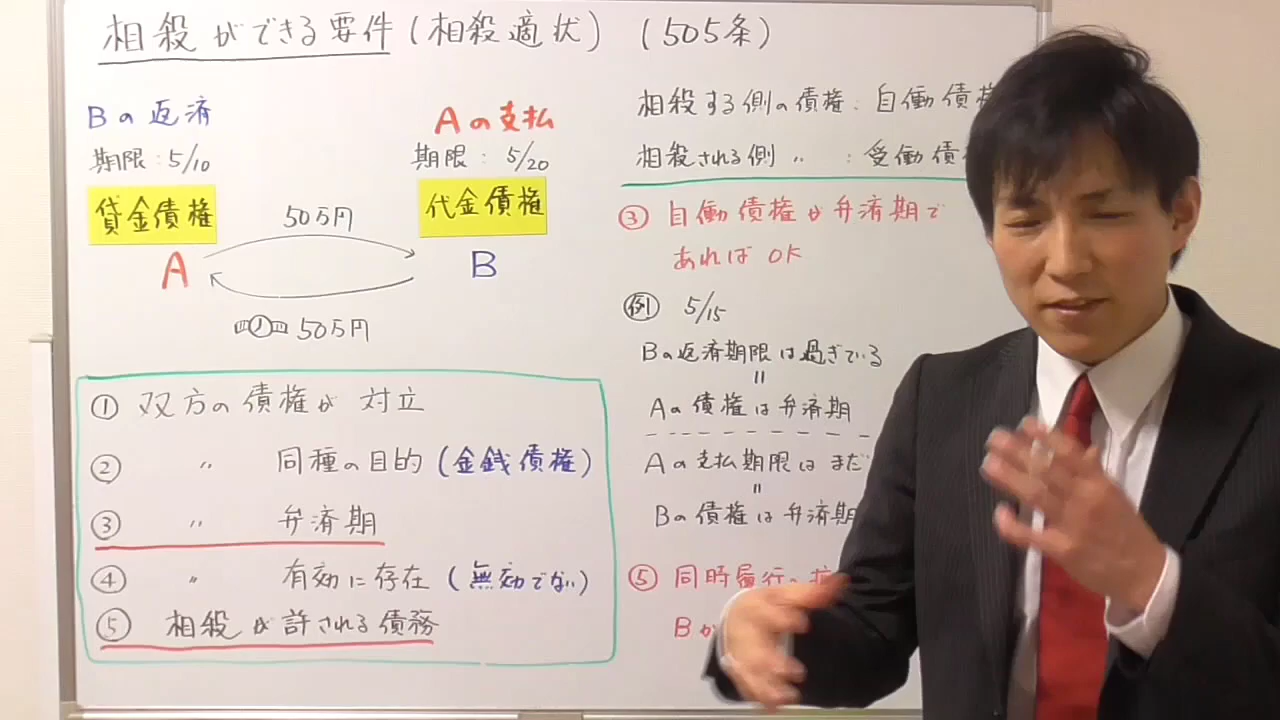 相殺ができる要件(相殺適状) (505条)
Bの返済
期限:5/10
貸金債権
Aの支払
期限: 5/20
代金債権
50万円
A
B
50万円
① 双方の債権が 対立
② 〃 同種の目的(金銭債権)
③ 〃 弁済期
④ 〃 有効に存在(無効でない)
⑤ 相殺が許される債務
相殺する側の債権:自働債権
相殺される側 〃 :受働債
③ 自働債権が弁済期で
あればOK
例 5/15
Bの返済期限は過ぎている
〃
Aの債権は弁済期
Aの支払期限はまだ
〃
Bの債権は弁済期
⑤ 同時履行の抗
Bが